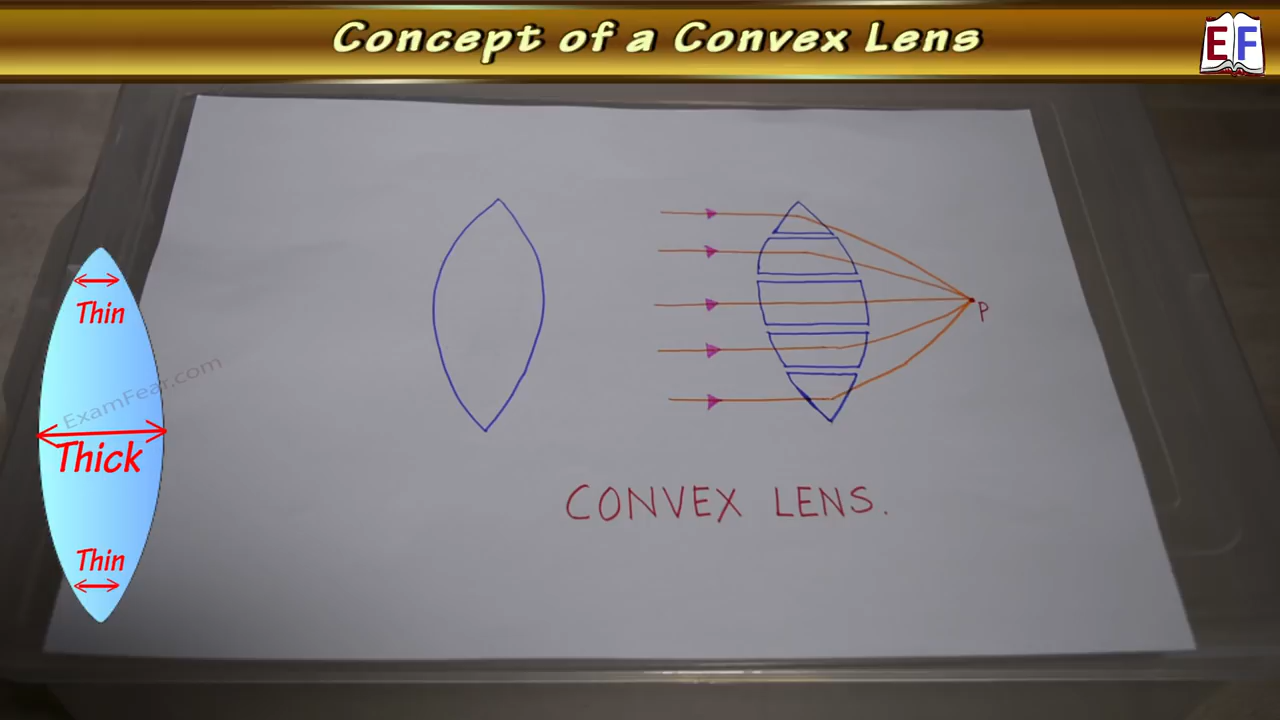 Concept of a Convex Lens
EF
Thin
ExamFear.com
Thick
Thin
P
CONVEX LENS.